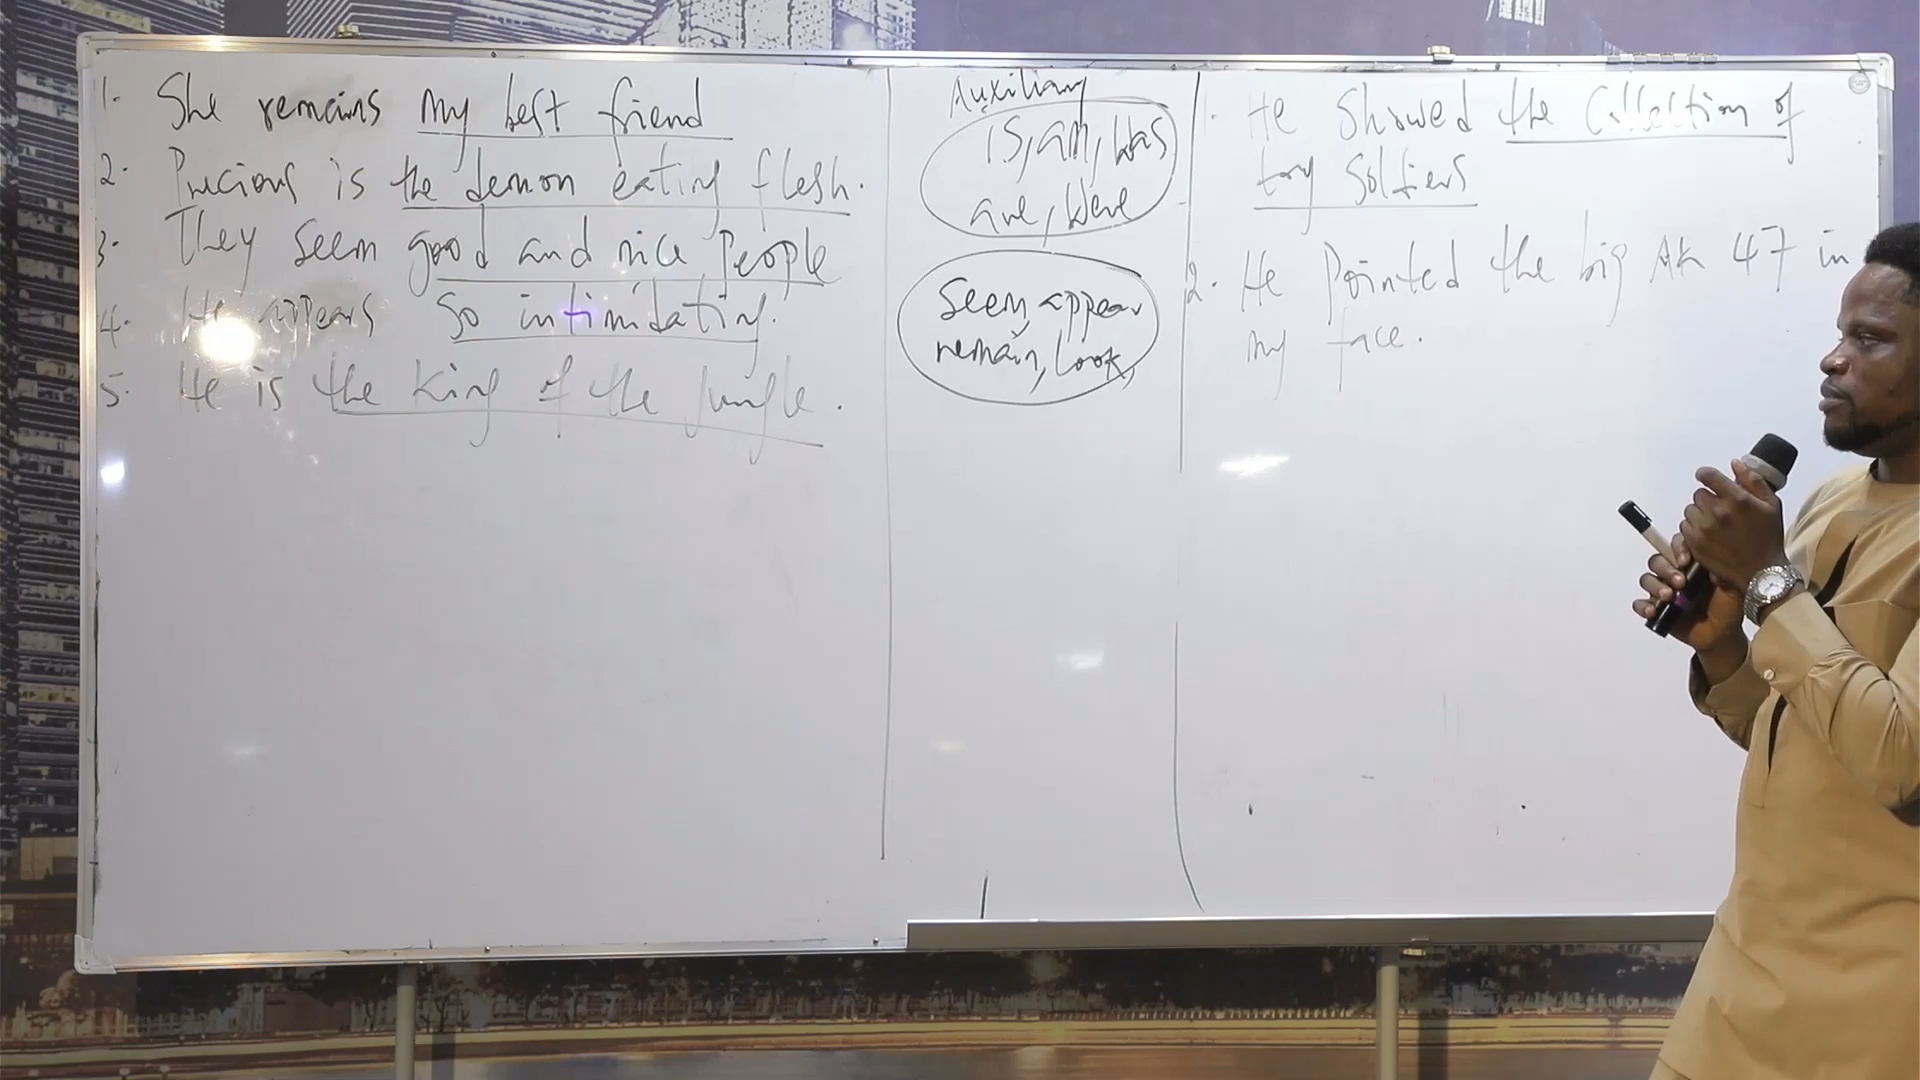 1. She remains my best friend
2. Precious is the demon eating flesh.
3. They seem good and nice people
4. He appears so intimidating.
5. He is the king of the jungle.
Auxiliary
is, am, was
are, were
Seem, appear
remain, look,
1. He showed the collection of
toy soldiers
2. He pointed the big AK 47 in
my face.